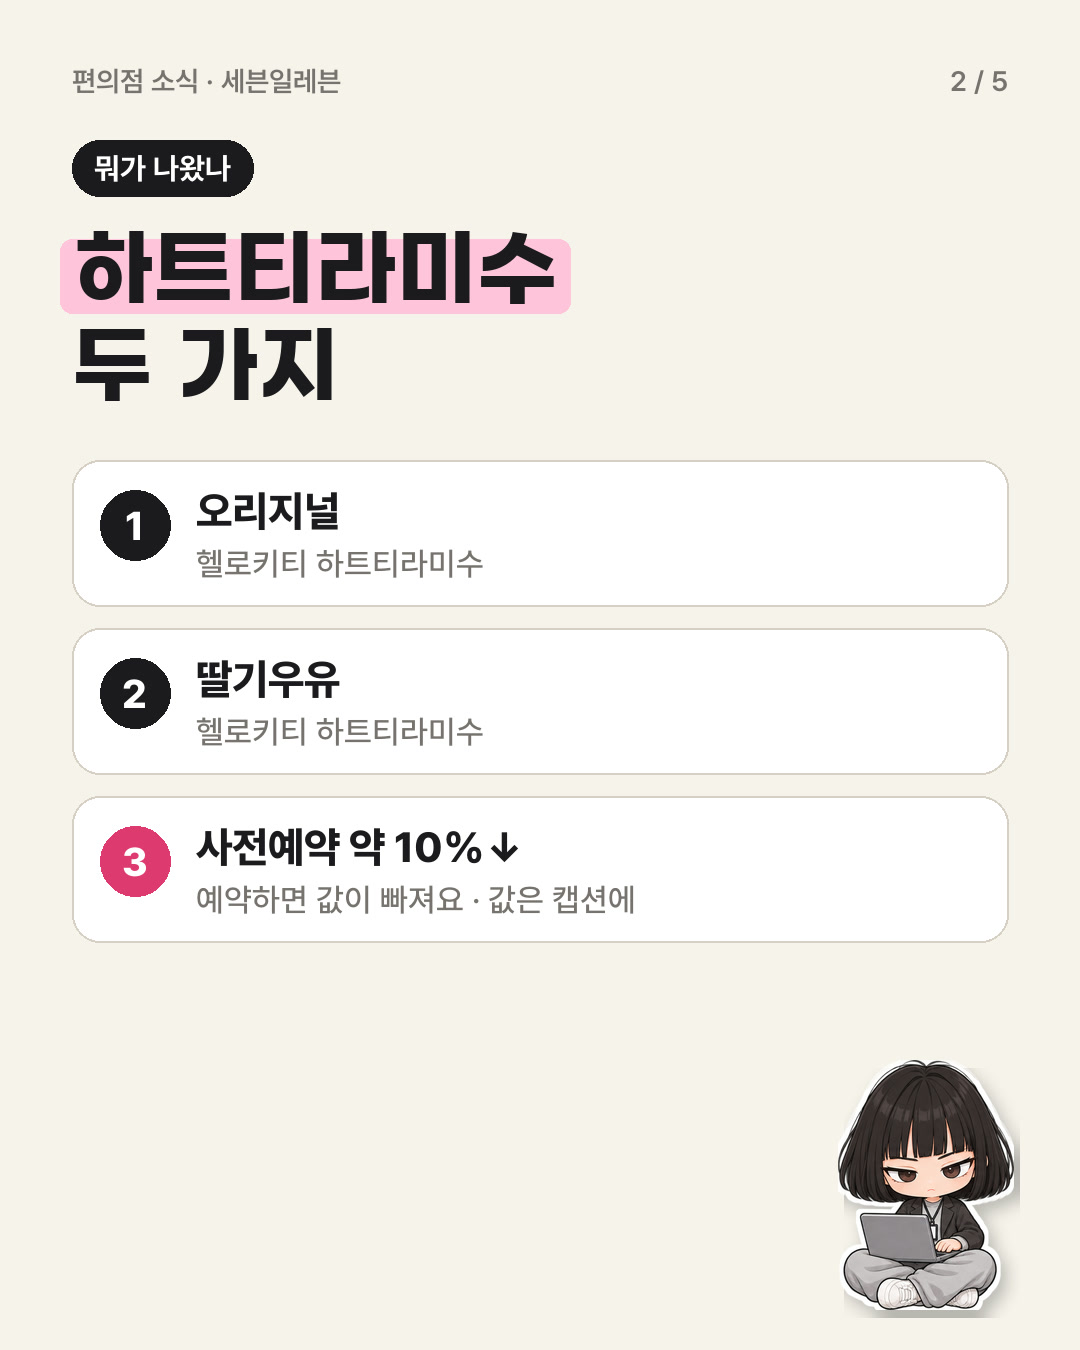 편의점 소식 · 세븐일레븐
2 / 5
뭐가 나왔나
하트티라미수
두 가지
1
오리지널
헬로키티 하트티라미수
2
딸기우유
헬로키티 하트티라미수
3
사전예약 약 10%↓
예약하면 값이 빠져요 · 값은 캡션에